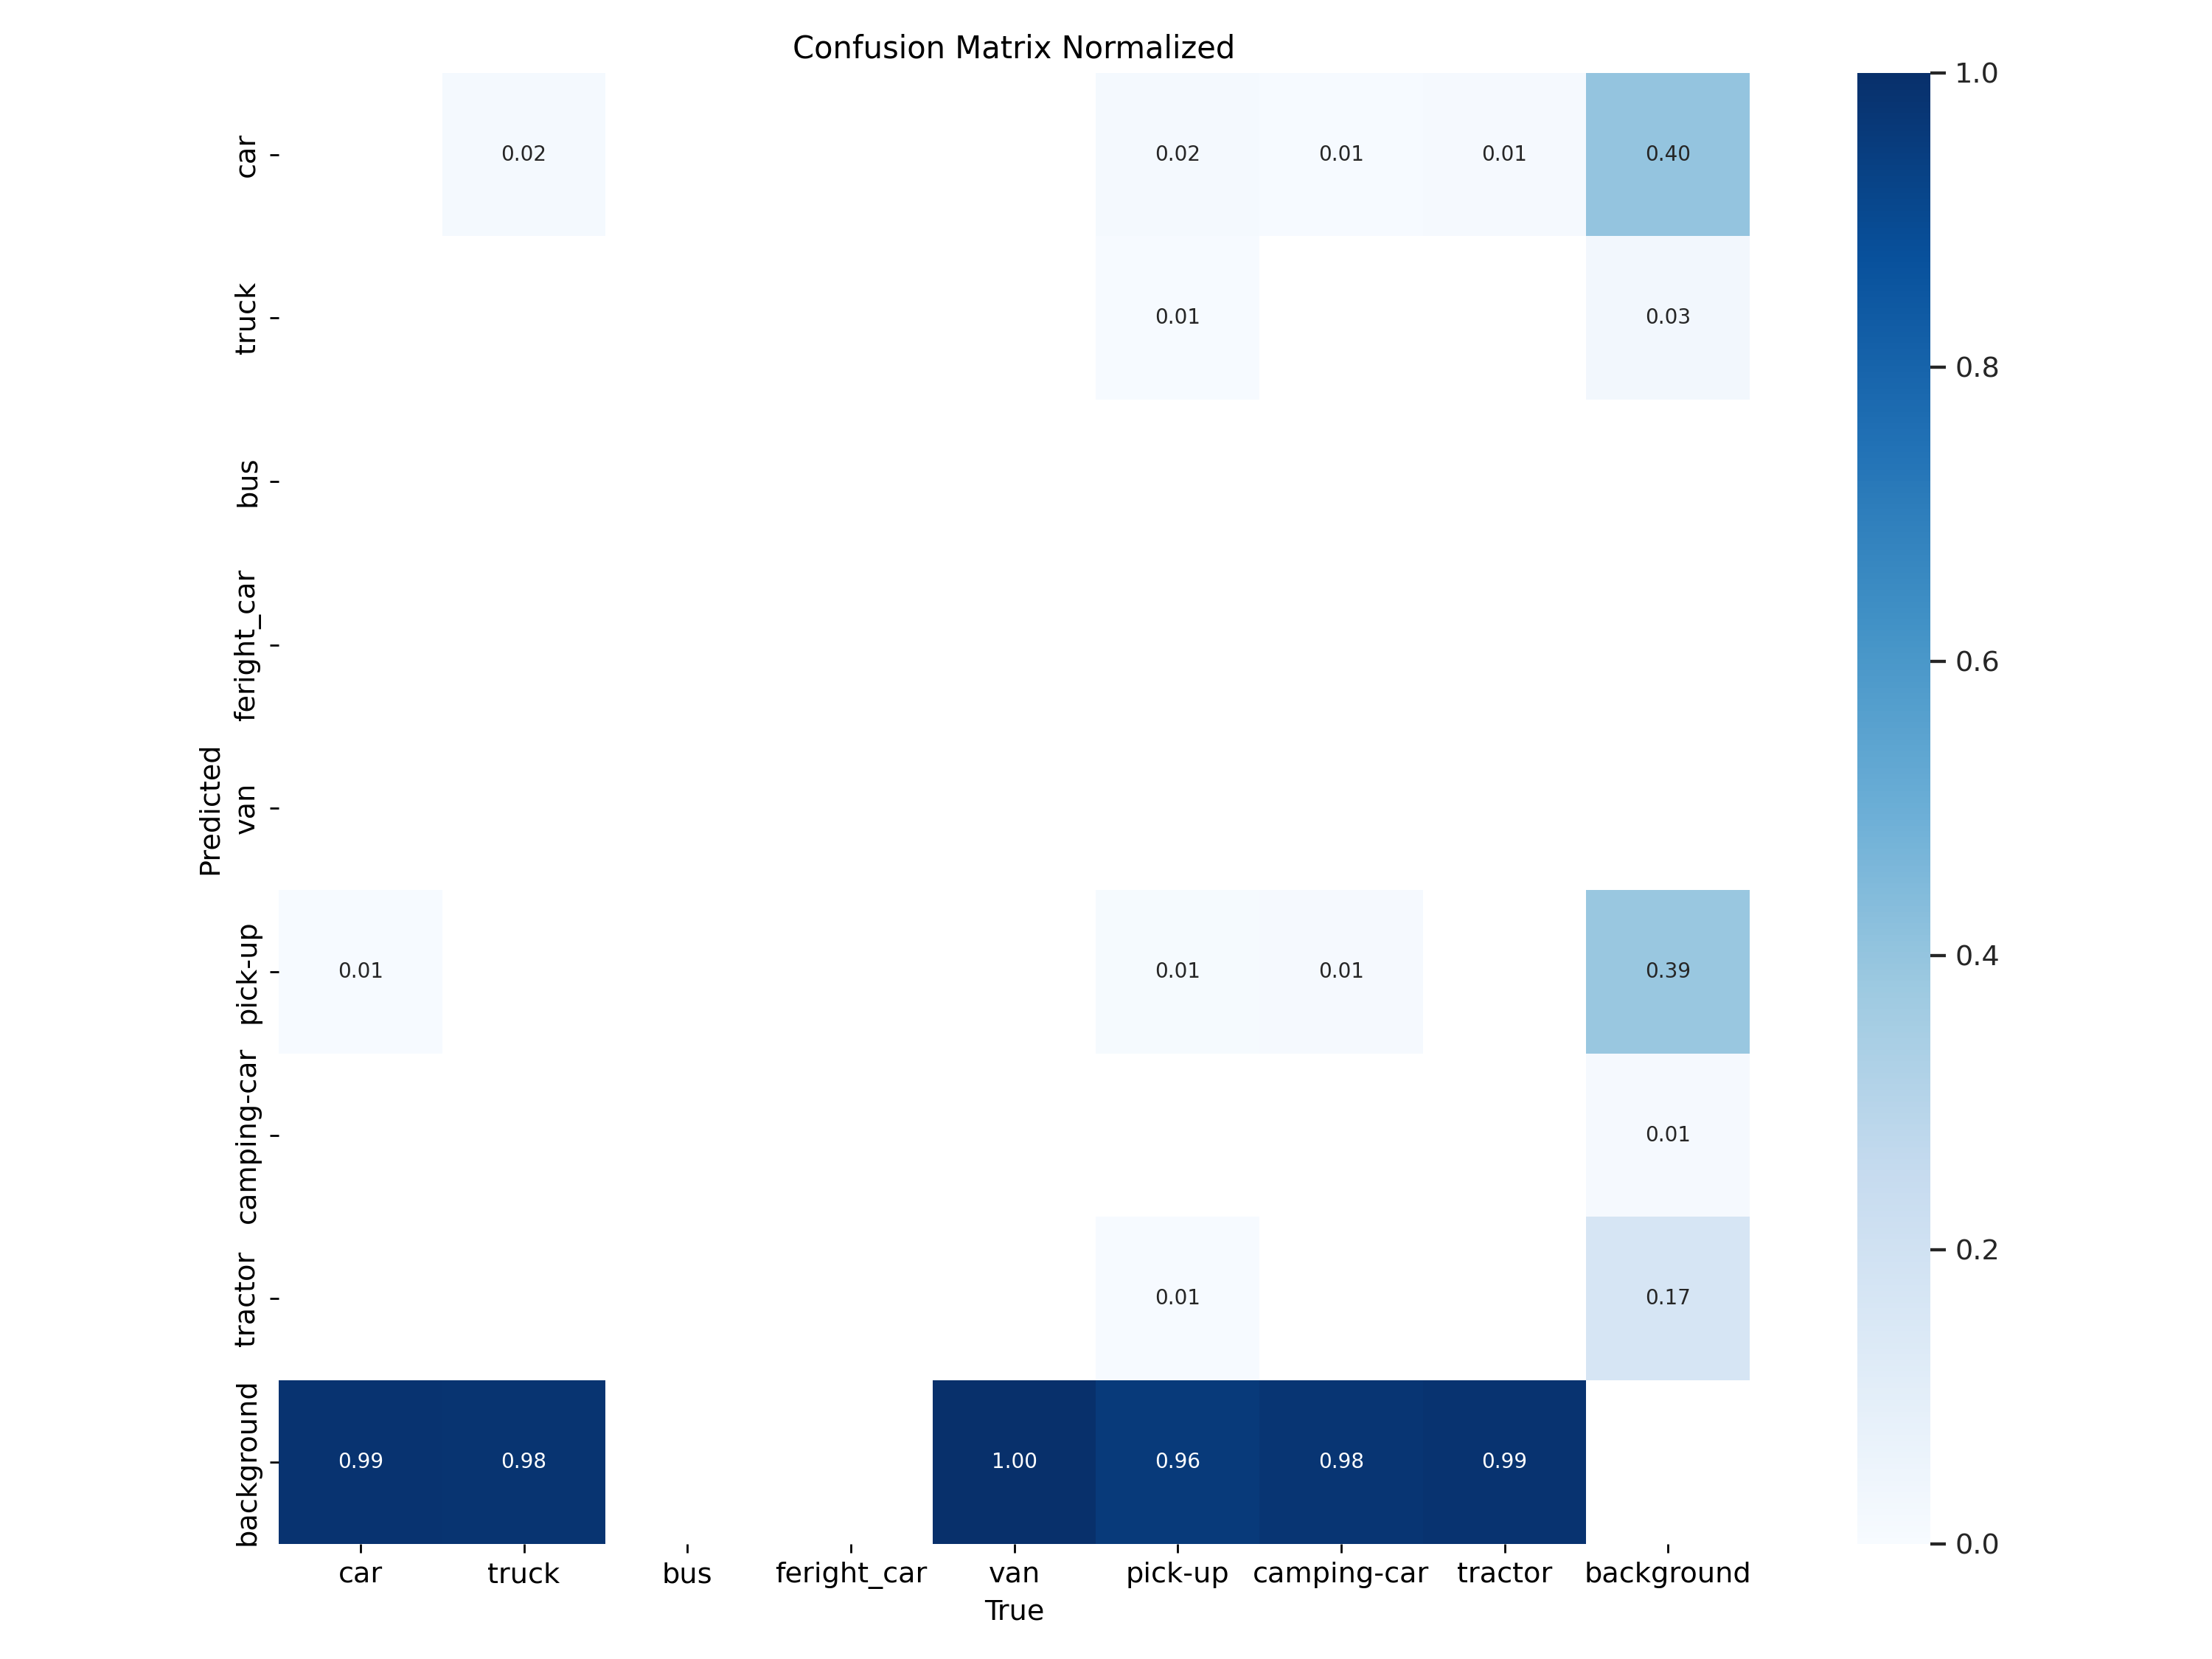 Confusion Matrix Normalized
car
0.02
0.02
0.01
0.01
0.40
truck
0.01
0.03
bus
feright_car
van
pick-up
0.01
0.01
0.01
0.39
camping-car
0.01
tractor
0.01
0.17
background
0.99
0.98
1.00
0.96
0.98
0.99
Predicted
car
truck
bus
feright_car
van
pick-up
camping-car
tractor
background
True
1.0
0.8
0.6
0.4
0.2
0.0